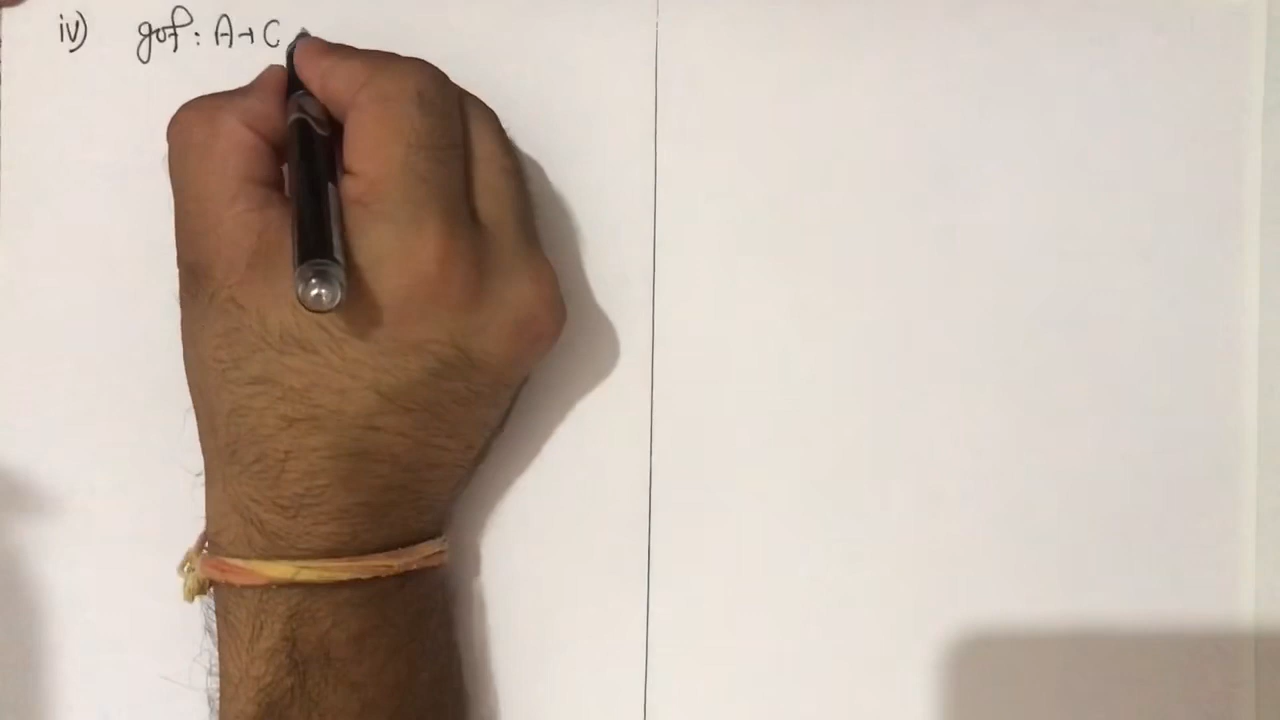 iv) gof : A → C